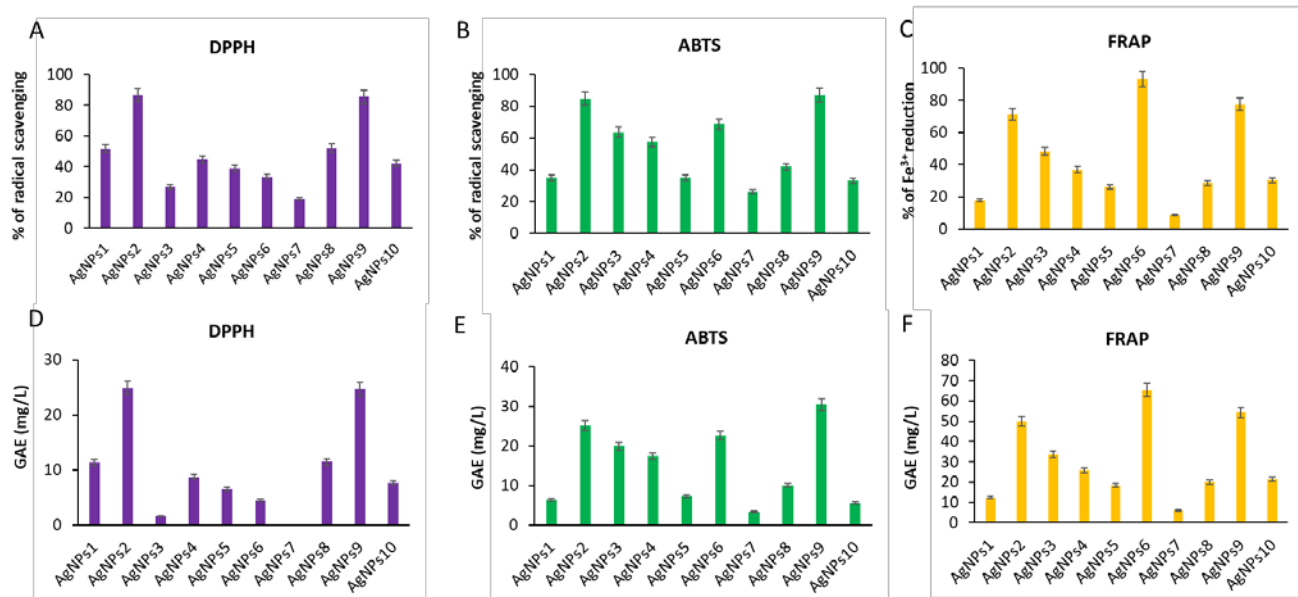 A
DPPH
% of radical scavenging
100
80
60
40
20
0
AgNPs1
AgNPs2
AgNPs3
AgNPs4
AgNPs5
AgNPs6
AgNPs7
AgNPs8
AgNPs9
AgNPs10
B
ABTS
% of radical scavenging
100
80
60
40
20
0
AgNPs1
AgNPs2
AgNPs3
AgNPs4
AgNPs5
AgNPs6
AgNPs7
AgNPs8
AgNPs9
AgNPs10
C
FRAP
% of Fe³⁺ reduction
100
80
60
40
20
0
AgNPs1
AgNPs2
AgNPs3
AgNPs4
AgNPs5
AgNPs6
AgNPs7
AgNPs8
AgNPs9
AgNPs10
D
DPPH
GAE (mg/L)
30
20
10
0
AgNPs1
AgNPs2
AgNPs3
AgNPs4
AgNPs5
AgNPs6
AgNPs7
AgNPs8
AgNPs9
AgNPs10
E
ABTS
GAE (mg/L)
40
30
20
10
0
AgNPs1
AgNPs2
AgNPs3
AgNPs4
AgNPs5
AgNPs6
AgNPs7
AgNPs8
AgNPs9
AgNPs10
F
FRAP
GAE (mg/L)
80
70
60
50
40
30
20
10
0
AgNPs1
AgNPs2
AgNPs3
AgNPs4
AgNPs5
AgNPs6
AgNPs7
AgNPs8
AgNPs9
AgNPs10